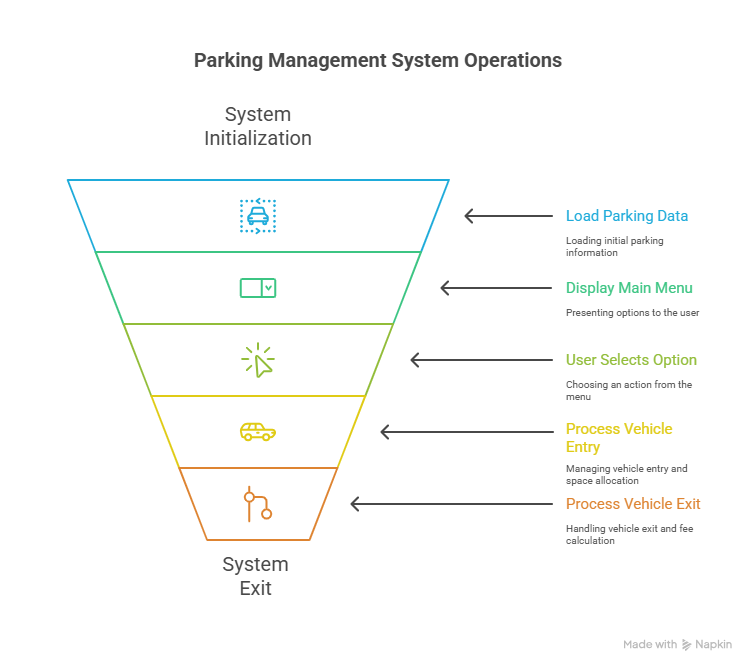 Parking Management System Operations
System
Initialization
Load Parking Data
Loading initial parking
information
Display Main Menu
Presenting options to the user
User Selects Option
Choosing an action from the
menu
Process Vehicle
Entry
Managing vehicle entry and
space allocation
Process Vehicle Exit
Handling vehicle exit and fee
calculation
System
Exit
Made with Napkin